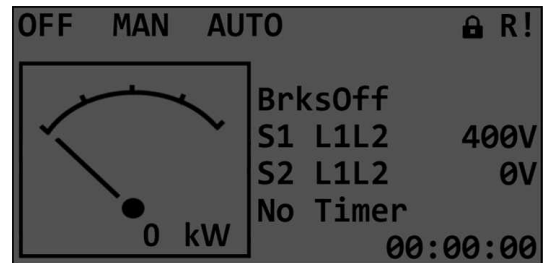 OFF MAN AUTO R!
BrksOff
S1 L1L2 400V
S2 L1L2 0V
No Timer
0 kW
00:00:00